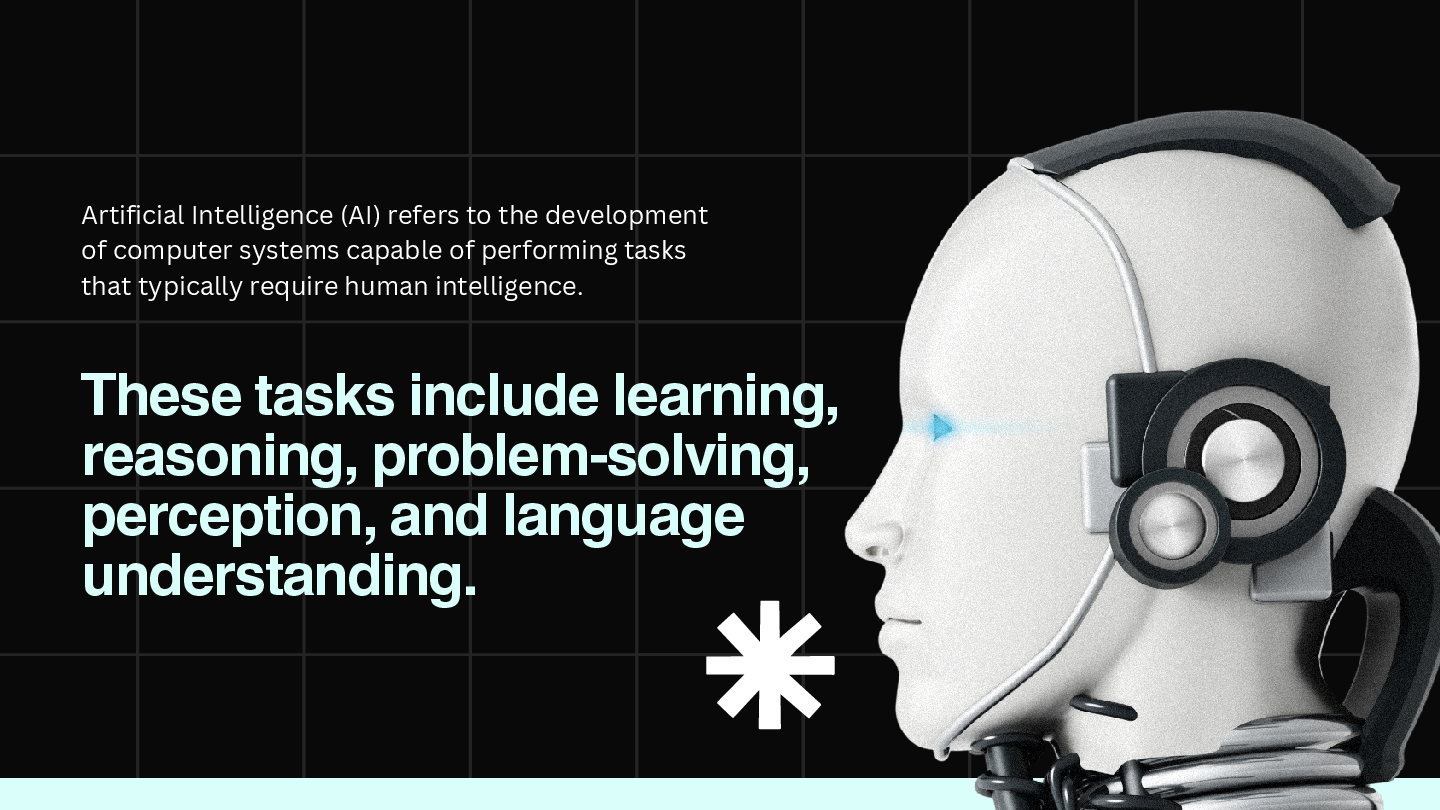 Artificial Intelligence (AI) refers to the development
of computer systems capable of performing tasks
that typically require human intelligence.
These tasks include learning,
reasoning, problem-solving,
perception, and language
understanding.